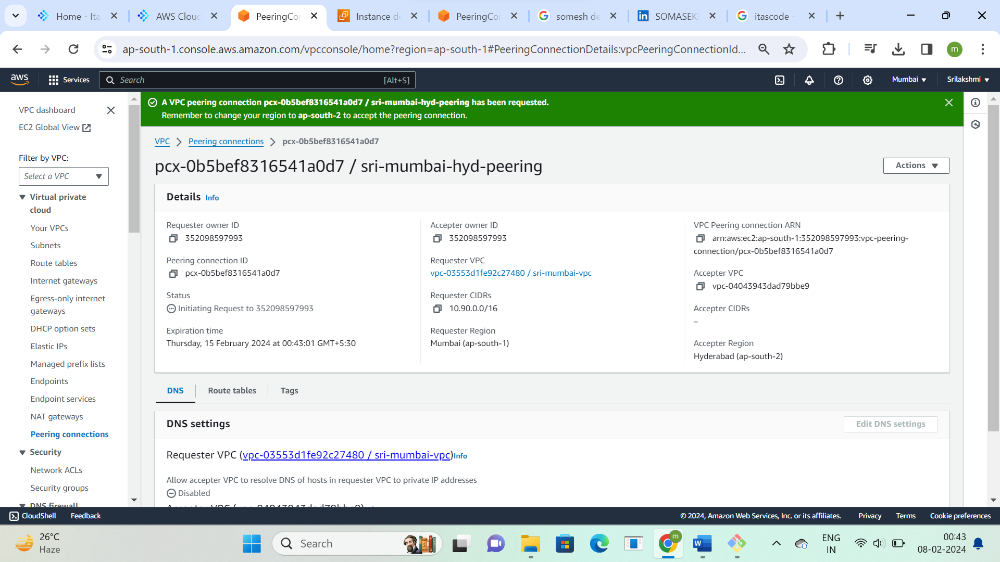 Home - Ita
AWS Cloud
PeeringCor
Instance de
PeeringCor
somesh de
SOMASEKI
itascode -
ap-south-1.console.aws.amazon.com/vpcconsole/home?region=ap-south-1#PeeringConnectionDetails:vpcPeeringConnectionId...
m
aws
Services
Search
[Alt+S]
Mumbai
Srilakshmi
VPC dashboard
EC2 Global View
Filter by VPC:
Select a VPC
Virtual private
cloud
Your VPCs
Subnets
Route tables
Internet gateways
Egress-only internet
gateways
DHCP option sets
Elastic IPs
Managed prefix lists
Endpoints
Endpoint services
NAT gateways
Peering connections
Security
Network ACLs
Security groups
DNS firewall
A VPC peering connection pcx-0b5bef8316541a0d7 / sri-mumbai-hyd-peering has been requested.
Remember to change your region to ap-south-2 to accept the peering connection.
VPC
Peering connections
pcx-0b5bef8316541a0d7
pcx-0b5bef8316541a0d7 / sri-mumbai-hyd-peering
Actions
Details Info
Requester owner ID
352098597993
Peering connection ID
pcx-0b5bef8316541a0d7
Status
Initiating Request to 352098597993
Expiration time
Thursday, 15 February 2024 at 00:43:01 GMT+5:30
Accepter owner ID
352098597993
Requester VPC
vpc-03553d1fe92c27480 / sri-mumbai-vpc
Requester CIDRs
10.90.0.0/16
Requester Region
Mumbai (ap-south-1)
VPC Peering connection ARN
arn:aws:ec2:ap-south-1:352098597993:vpc-peering-
connection/pcx-0b5bef8316541a0d7
Accepter VPC
vpc-04043943dad79bbe9
Accepter CIDRs
–
Accepter Region
Hyderabad (ap-south-2)
DNS
Route tables
Tags
DNS settings
Edit DNS settings
Requester VPC (vpc-03553d1fe92c27480 / sri-mumbai-vpc)Info
Allow accepter VPC to resolve DNS of hosts in requester VPC to private IP addresses
Disabled
Accepter VPC (vpc-04043943dad79bbe9)
CloudShell
Feedback
© 2024, Amazon Web Services, Inc. or its affiliates.
Privacy
Terms
Cookie preferences
26°C
Haze
Search
m
ENG
IN
00:43
08-02-2024